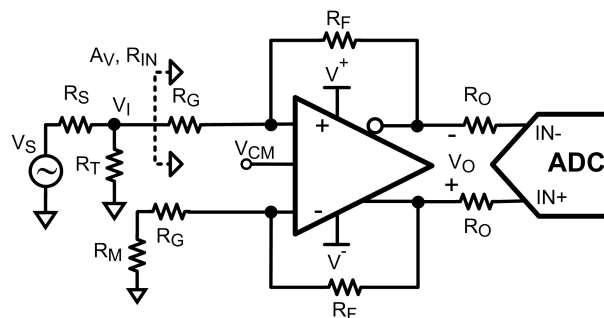 RF
AV, RIN
V+
RS
VI
RG
RO
VS
+
-
IN-
VCM
VO
ADC
RT
+
IN+
-
RG
RO
RM
V-
RF